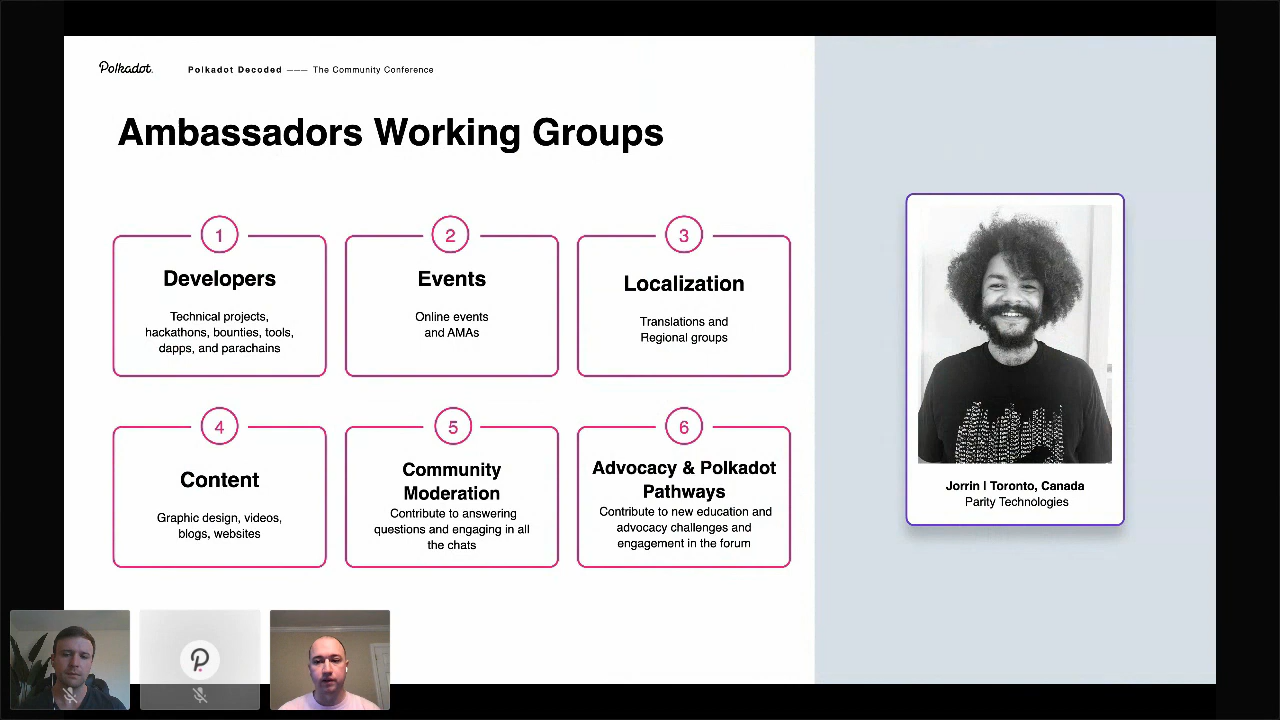 Polkadot.
Polkadot Decoded ——— The Community Conference
Ambassadors Working Groups
1
Developers
Technical projects,
hackathons, bounties, tools,
dapps, and parachains
2
Events
Online events
and AMAs
3
Localization
Translations and
Regional groups
4
Content
Graphic design, videos,
blogs, websites
5
Community
Moderation
Contribute to answering
questions and engaging in all
the chats
6
Advocacy & Polkadot
Pathways
Contribute to new education and
advocacy challenges and
engagement in the forum
Jorrin | Toronto, Canada
Parity Technologies